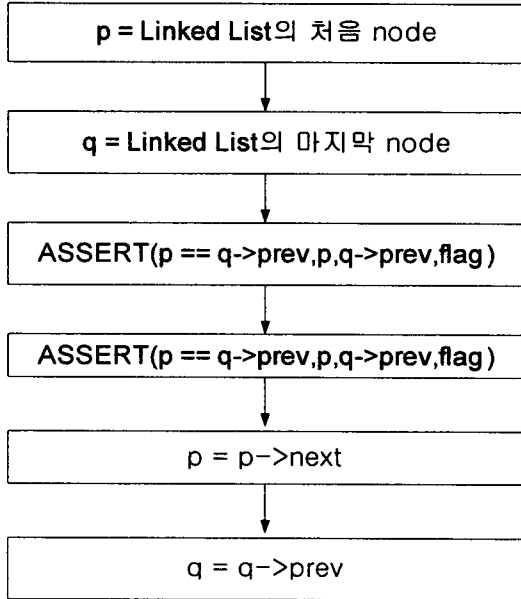 p = Linked List의 처음 node
q = Linked List의 마지막 node
ASSERT(p == q->prev,p,q->prev,flag)
ASSERT(p == q->prev,p,q->prev,flag)
p = p->next
q = q->prev